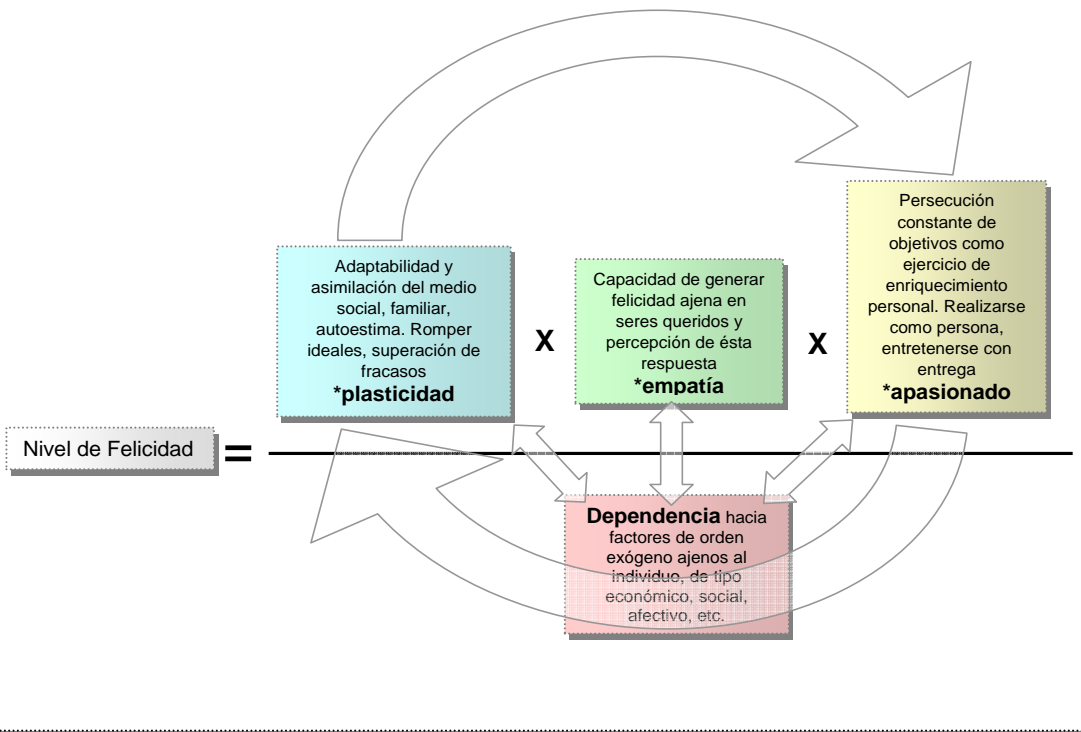 Adaptabilidad y
asimilación del medio
social, familiar,
autoestima. Romper
ideales, superación de
fracasos
*plasticidad
X
Capacidad de generar
felicidad ajena en
seres queridos y
percepción de ésta
respuesta
*empatía
X
Persecución
constante de
objetivos como
ejercicio de
enriquecimiento
personal. Realizarse
como persona,
entretenerse con
entrega
*apasionado
Nivel de Felicidad
=
Dependencia hacia
factores de orden
exógeno ajenos al
individuo, de tipo
económico, social,
afectivo, etc.